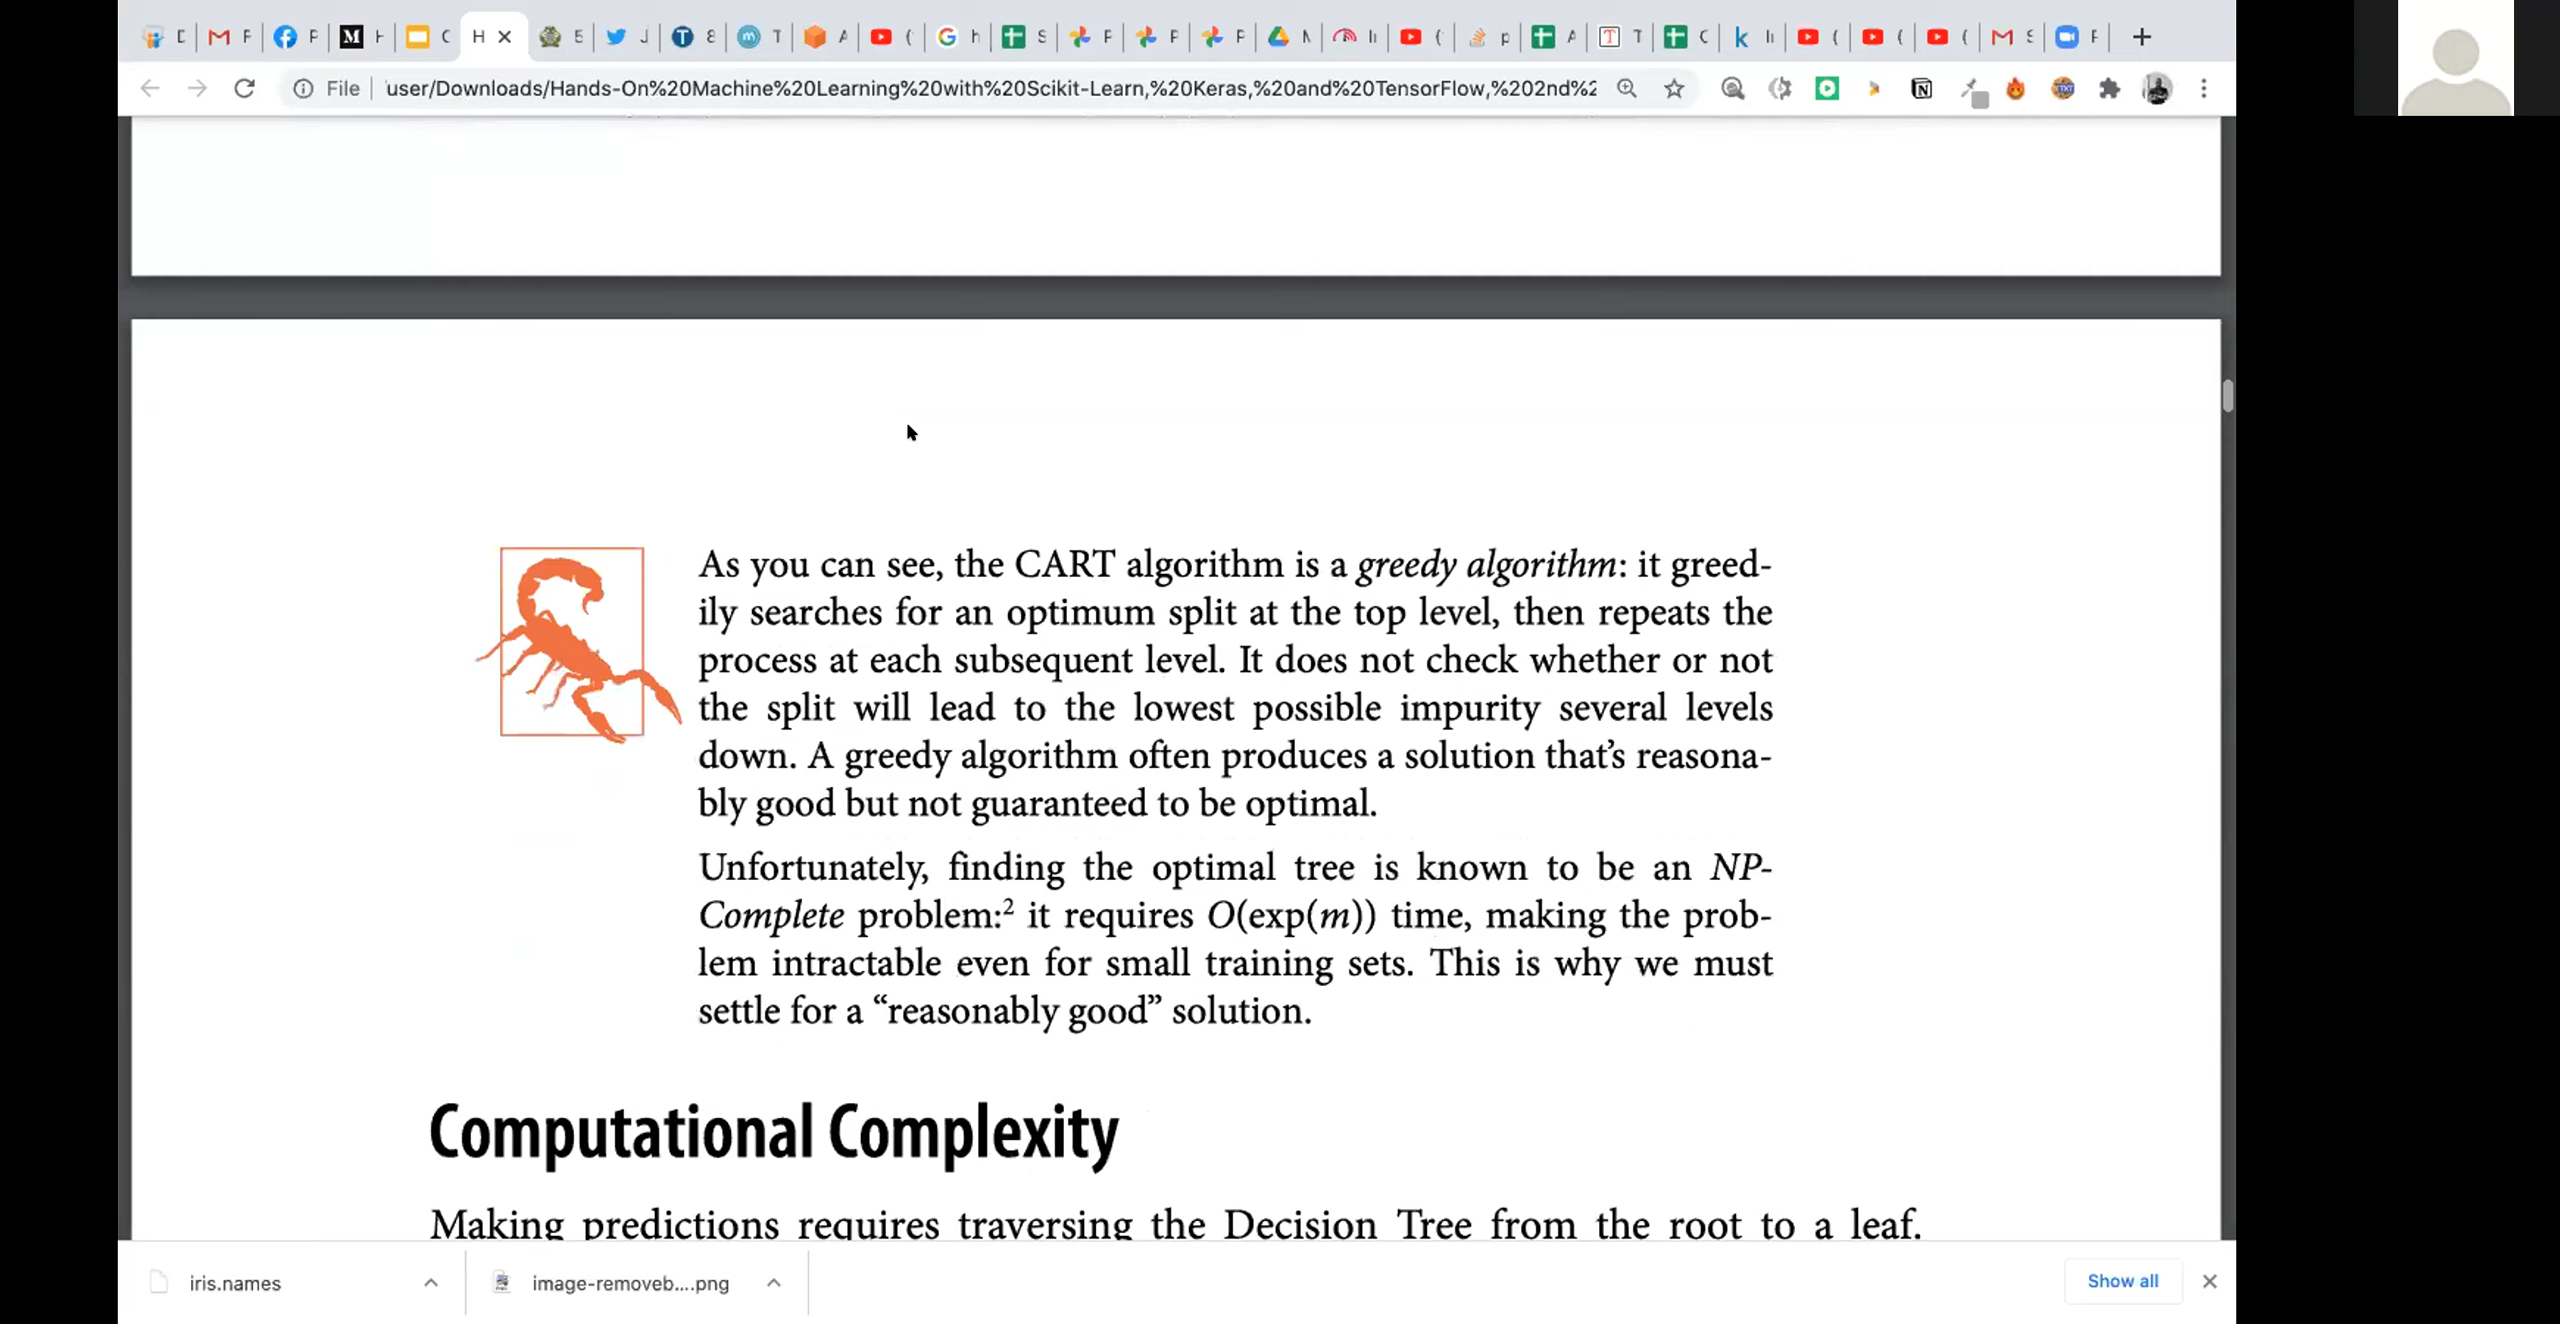 D F F M H C H E J T 8 m T A ( G h S F F F N I ( p A T T C k I ( ( ( S F
File user/Downloads/Hands-On%20Machine%20Learning%20with%20Scikit-Learn,%20Keras,%20and%20TensorFlow,%202nd%2
As you can see, the CART algorithm is a greedy algorithm: it greed-
ily searches for an optimum split at the top level, then repeats the
process at each subsequent level. It does not check whether or not
the split will lead to the lowest possible impurity several levels
down. A greedy algorithm often produces a solution that’s reasona-
bly good but not guaranteed to be optimal.
Unfortunately, finding the optimal tree is known to be an NP-
Complete problem:² it requires O(exp(m)) time, making the prob-
lem intractable even for small training sets. This is why we must
settle for a “reasonably good” solution.
Computational Complexity
Making predictions requires traversing the Decision Tree from the root to a leaf.
iris.names
image-removeb....png
Show all